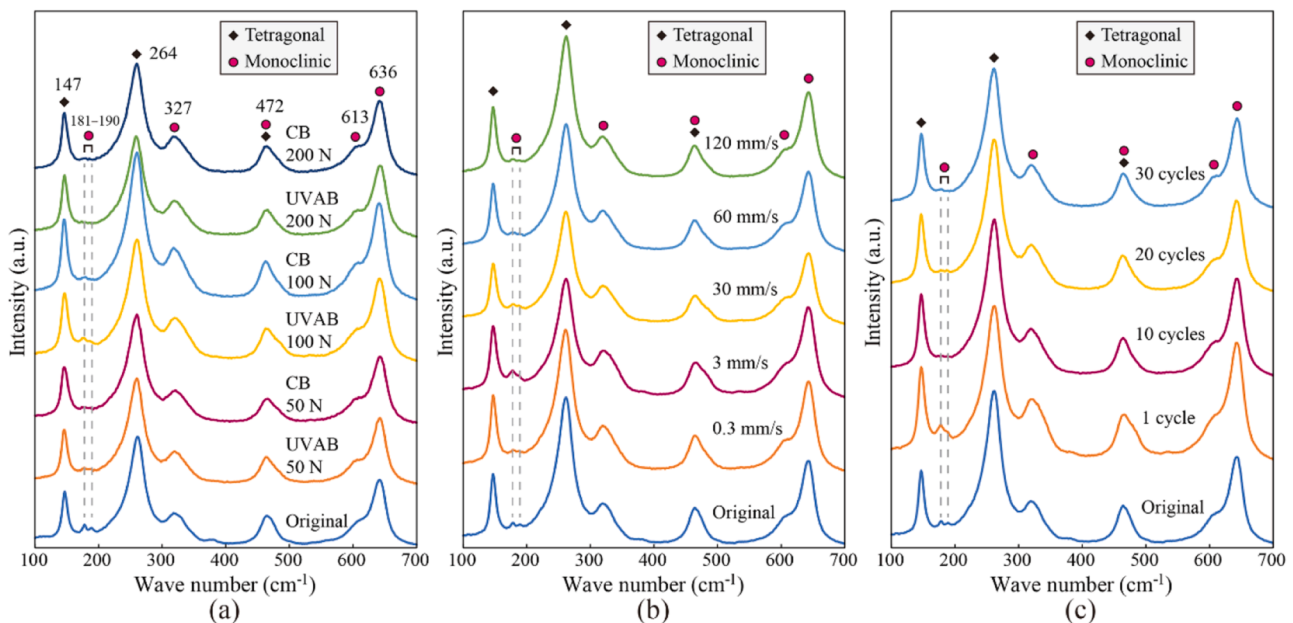 Tetragonal
Monoclinic
264
147
181–190
327
472
613
636
CB
200 N
UVAB
200 N
CB
100 N
UVAB
100 N
CB
50 N
UVAB
50 N
Original
Intensity (a.u.)
100 200 300 400 500 600 700
Wave number (cm-1)
(a)
Tetragonal
Monoclinic
120 mm/s
60 mm/s
30 mm/s
3 mm/s
0.3 mm/s
Original
Intensity (a.u.)
100 200 300 400 500 600 700
Wave number (cm-1)
(b)
Tetragonal
Monoclinic
30 cycles
20 cycles
10 cycles
1 cycle
Original
Intensity (a.u.)
100 200 300 400 500 600 700
Wave number (cm-1)
(c)